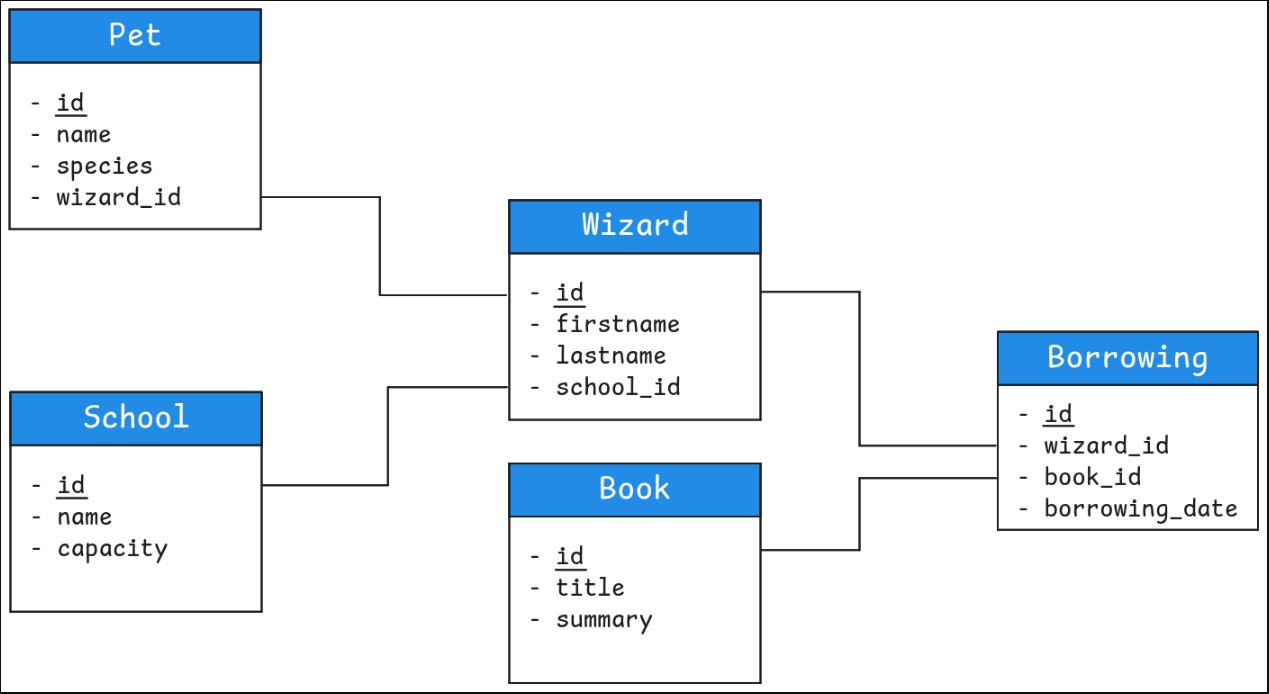 Pet
- id
- name
- species
- wizard_id
Wizard
- id
- firstname
- lastname
- school_id
School
- id
- name
- capacity
Book
- id
- title
- summary
Borrowing
- id
- wizard_id
- book_id
- borrowing_date